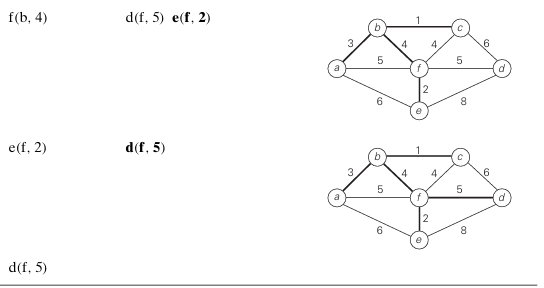 f(b, 4) d(f, 5) e(f, 2)
1
b c
3 4 4 6
a 5 f 5 d
2
6 8
e
e(f, 2) d(f, 5)
1
b c
3 4 4 6
a 5 f 5 d
2
6 8
e
d(f, 5)